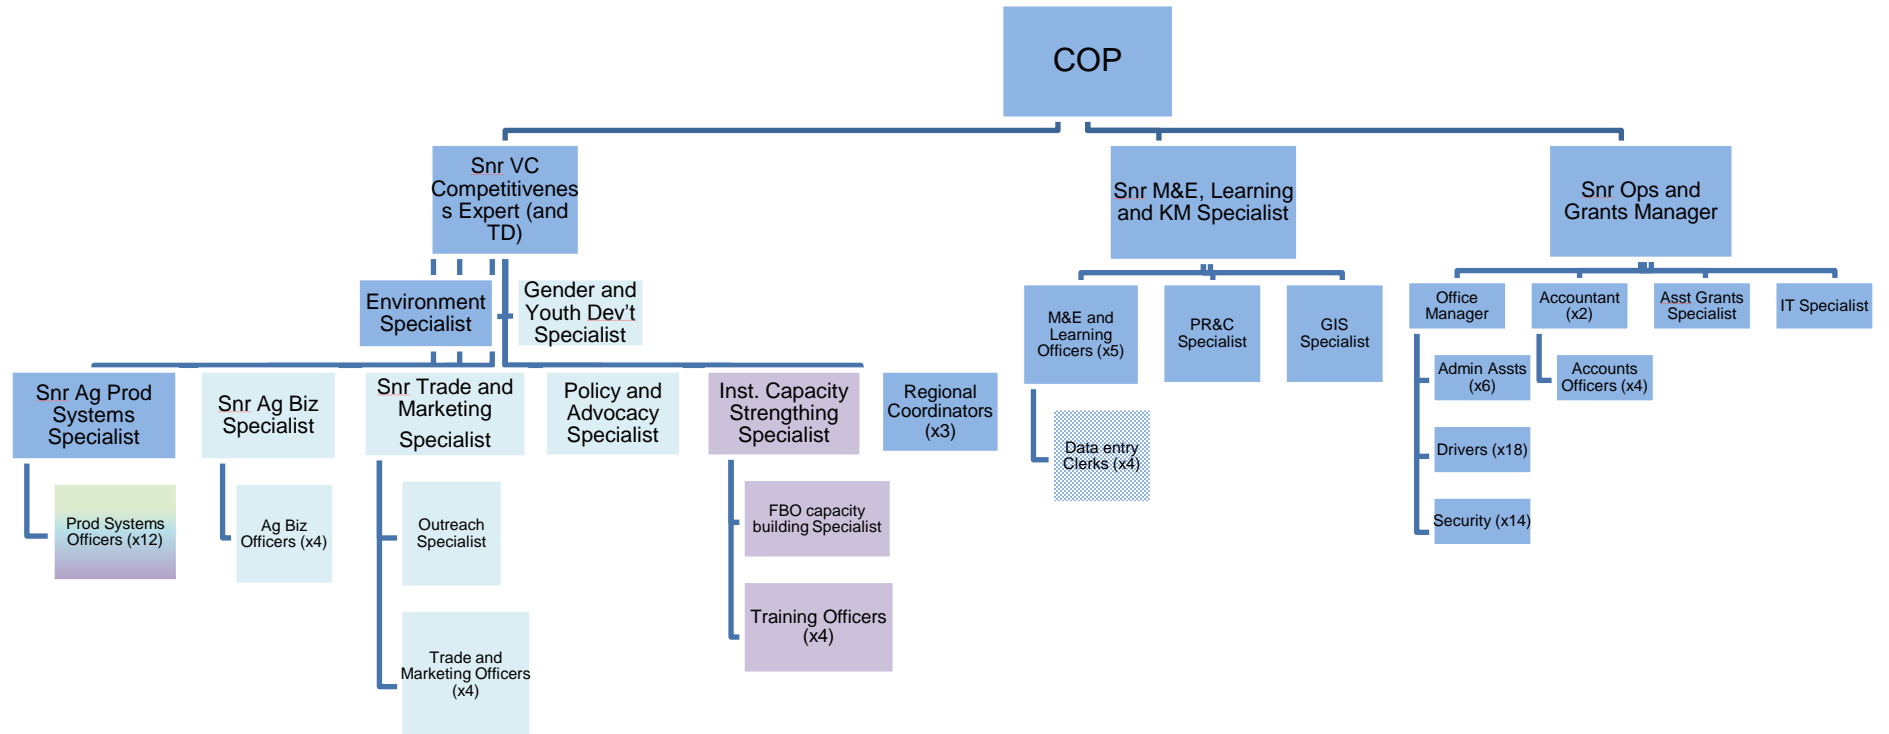 COP
Snr VC
Competitivenes
s Expert (and
TD)
Snr M&E, Learning
and KM Specialist
Snr Ops and
Grants Manager
Environment
Specialist
Gender and
Youth Dev't
Specialist
M&E and
Learning
Officers (x5)
PR&C
Specialist
GIS
Specialist
Office
Manager
Accountant
(x2)
Asst Grants
Specialist
IT Specialist
Admin Assts
(x6)
Accounts
Officers (x4)
Drivers (x18)
Security (x14)
Data entry
Clerks (x4)
Snr Ag Prod
Systems
Specialist
Snr Ag Biz
Specialist
Snr Trade and
Marketing
Specialist
Policy and
Advocacy
Specialist
Inst. Capacity
Strengthing
Specialist
Regional
Coordinators
(x3)
Prod Systems
Officers (x12)
Ag Biz
Officers (x4)
Outreach
Specialist
FBO capacity
building Specialist
Trade and
Marketing Officers
(x4)
Training Officers
(x4)